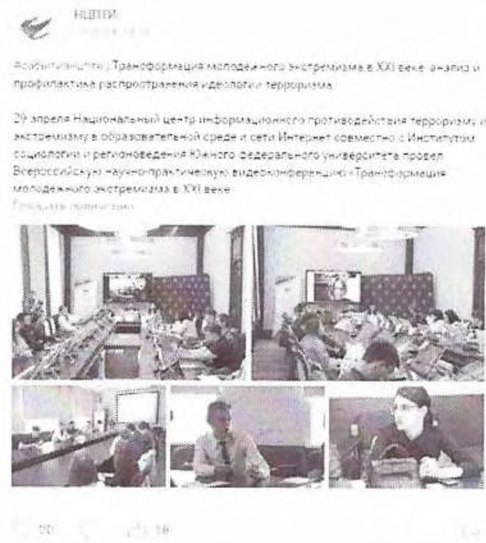 НЦПТИ
#событиянцпти | Трансформация молодежного экстремизма в XXI веке: анализ и
профилактика распространения идеологии терроризма
29 апреля Национальный центр информационного противодействия терроризму и
экстремизму в образовательной среде и сети Интернет совместно с Институтом
социологии и регионоведения Южного федерального университета провел
Всероссийскую научно-практическую видеоконференцию «Трансформация
молодежного экстремизма в XXI веке
Показать полностью